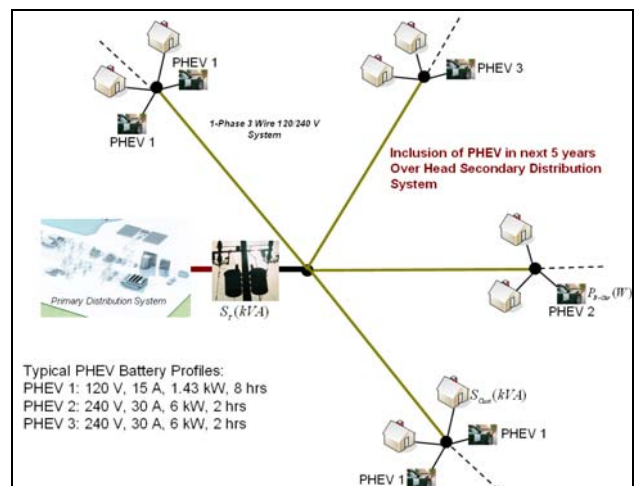 PHEV 1
PHEV 1
PHEV 3
1-Phase 3 Wire 120/240 V
System
Inclusion of PHEV in next 5 years
Over Head Secondary Distribution
System
Primary Distribution System
S_T (kVA)
P_B-Car (W)
PHEV 2
Typical PHEV Battery Profiles:
PHEV 1: 120 V, 15 A, 1.43 kW, 8 hrs
PHEV 2: 240 V, 30 A, 6 kW, 2 hrs
PHEV 3: 240 V, 30 A, 6 kW, 2 hrs
S_Cust (kVA)
PHEV 1
PHEV 1